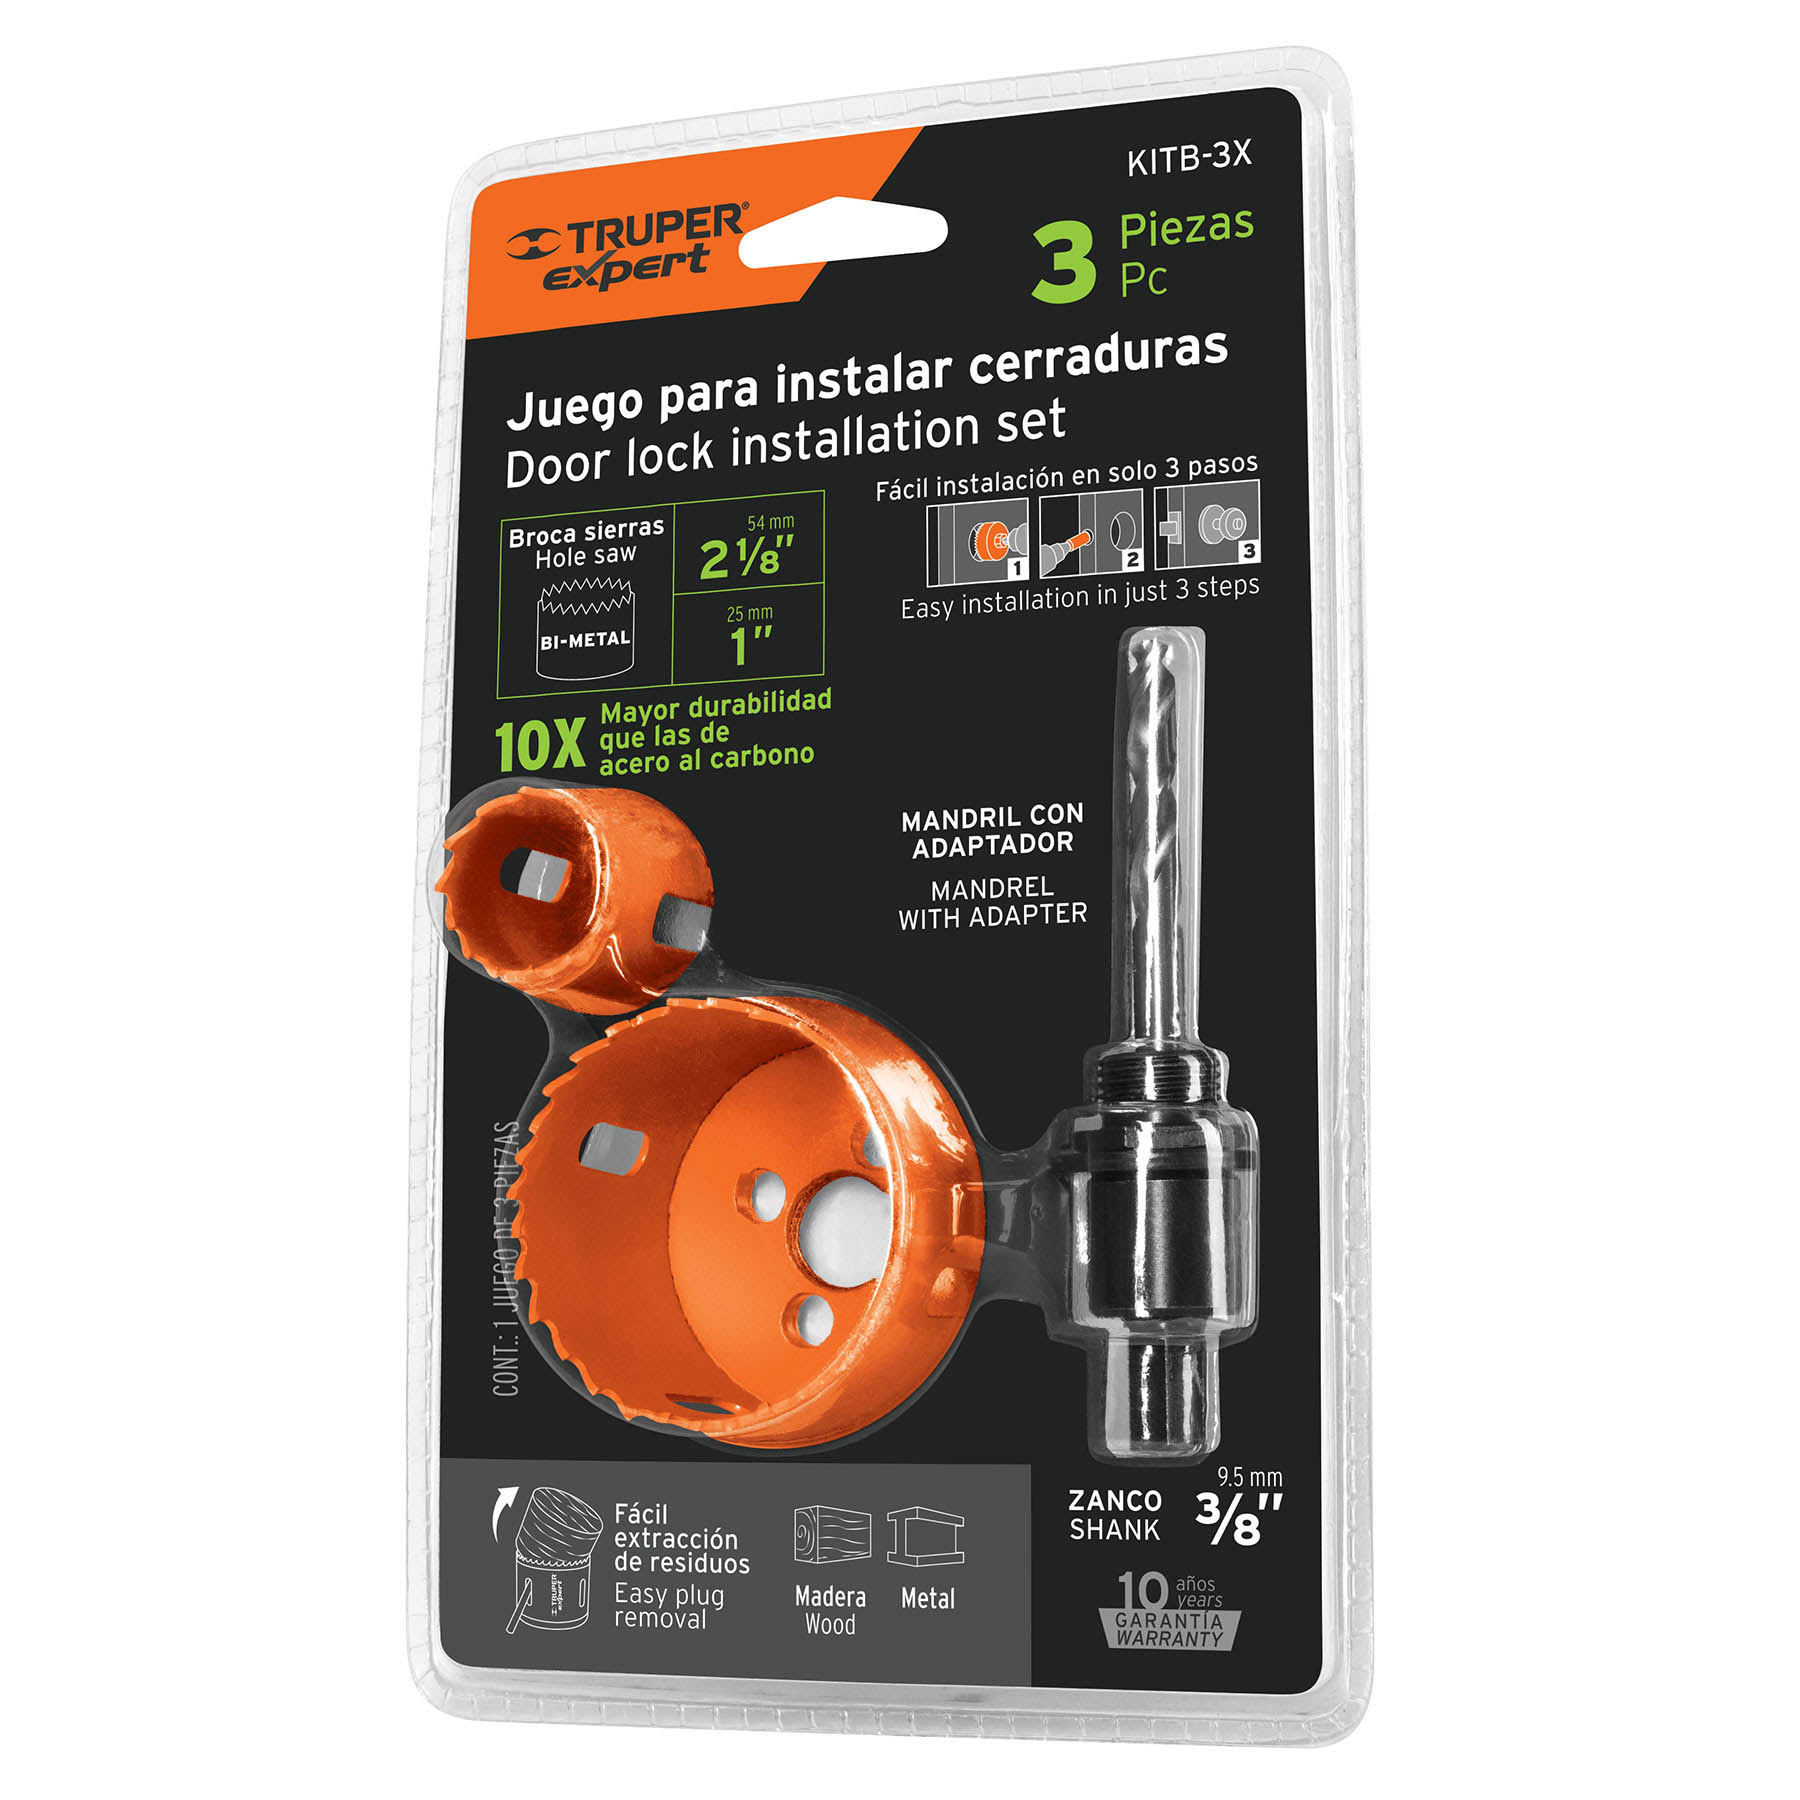 KITB-3X
TRUPER®
expert
3 Piezas
Pc
Juego para instalar cerraduras
Door lock installation set
Fácil instalación en solo 3 pasos
1
2
3
Easy installation in just 3 steps
Broca sierras
Hole saw
BI-METAL
54 mm
2 1/8"
25 mm
1"
10X
Mayor durabilidad
que las de
acero al carbono
MANDRIL CON
ADAPTADOR
MANDREL
WITH ADAPTER
CONT.: 1 JUEGO DE 3 PIEZAS
ZANCO
SHANK
9.5 mm
3/8"
Fácil
extracción
de residuos
Easy plug
removal
TRUPER
expert
Madera
Wood
Metal
10 años
years
GARANTÍA
WARRANTY